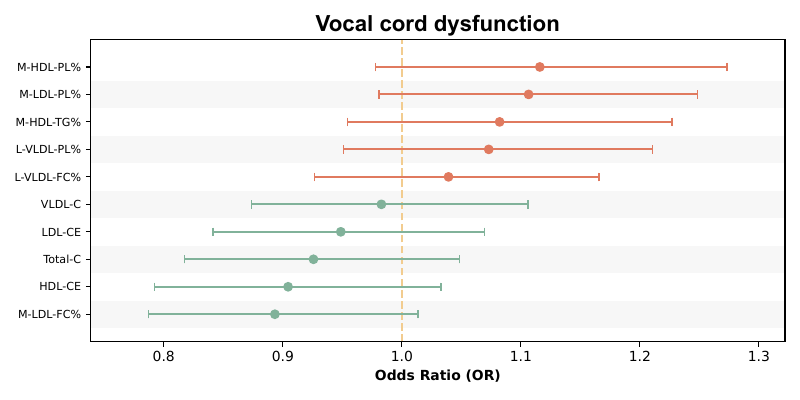 Vocal cord dysfunction
M-HDL-PL%
M-LDL-PL%
M-HDL-TG%
L-VLDL-PL%
L-VLDL-FC%
VLDL-C
LDL-CE
Total-C
HDL-CE
M-LDL-FC%
0.8 0.9 1.0 1.1 1.2 1.3
Odds Ratio (OR)